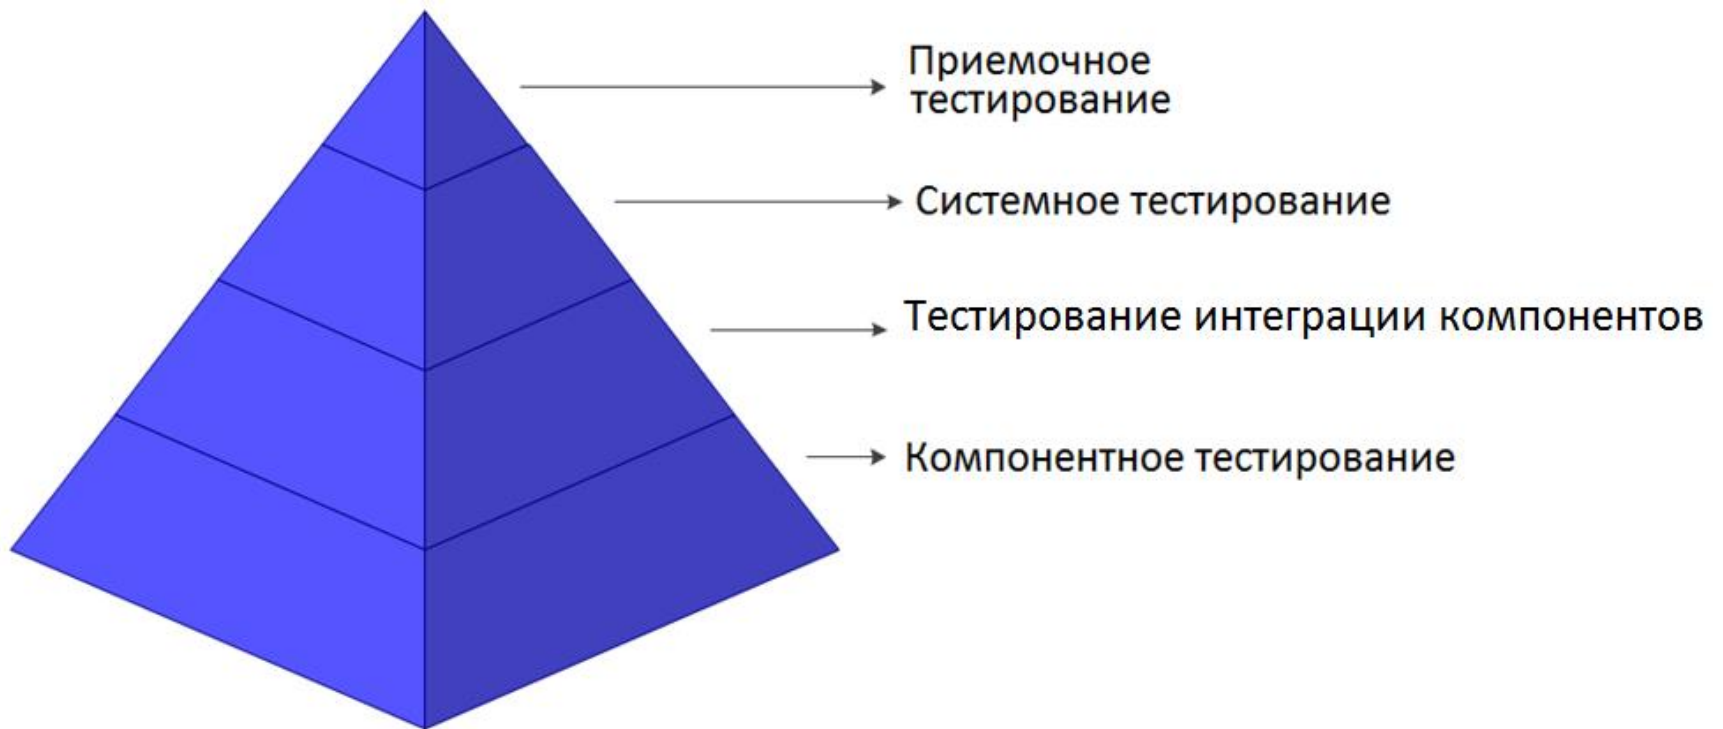 Приемочное
тестирование
Системное тестирование
Тестирование интеграции компонентов
Компонентное тестирование